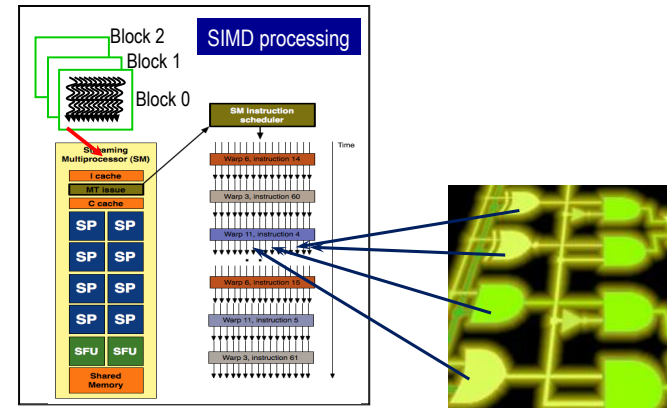 Block 2
Block 1
Block 0
SIMD processing
Streaming
Multiprocessor (SM)
I cache
MT issue
C cache
SP SP
SP SP
SP SP
SP SP
SFU SFU
Shared
Memory
SM instruction
scheduler
Time
Warp 6, instruction 14
Warp 3, instruction 60
Warp 11, instruction 4
Warp 6, instruction 15
Warp 11, instruction 5
Warp 3, instruction 61